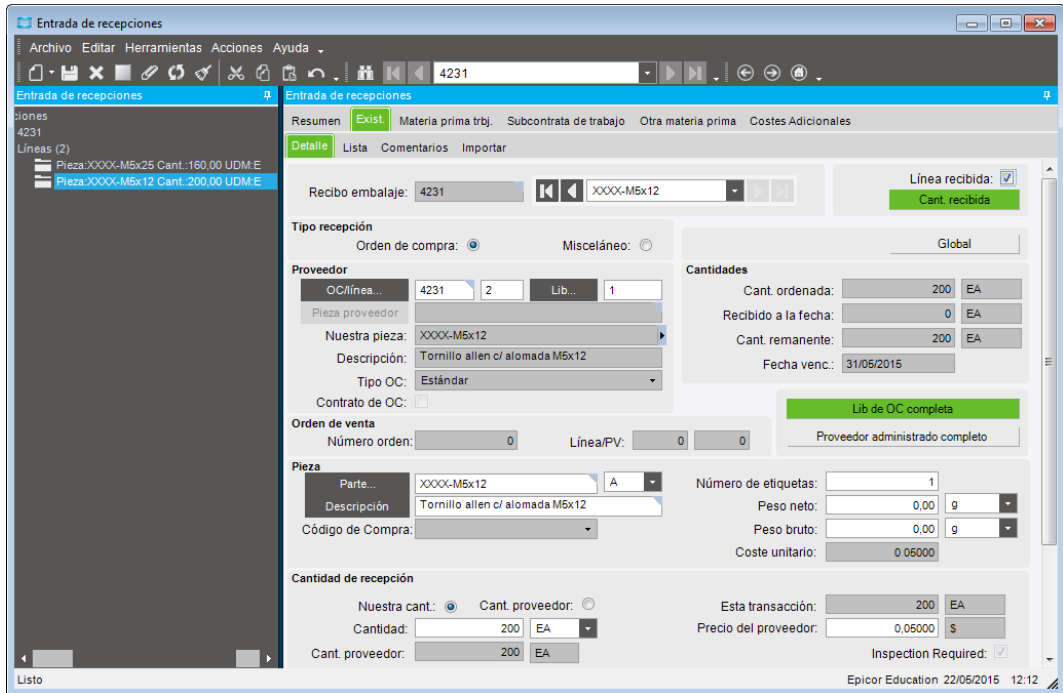 Entrada de recepciones
Archivo Editar Herramientas Acciones Ayuda
4231
Entrada de recepciones
ciones
4231
Líneas (2)
Pieza:XXXX-M5x25 Cant.:160,00 UDM:E
Pieza:XXXX-M5x12 Cant.:200,00 UDM:E
Entrada de recepciones
Resumen Exist. Materia prima trbj. Subcontrata de trabajo Otra materia prima Costes Adicionales
Detalle Lista Comentarios Importar
Recibo embalaje: 4231 XXXX-M5x12 Línea recibida:
Cant. recibida
Tipo recepción
Orden de compra: Misceláneo: Global
Proveedor Cantidades
OC/línea... 4231 2 Lib... 1 Cant. ordenada: 200 EA
Pieza proveedor Recibido a la fecha: 0 EA
Nuestra pieza: XXXX-M5x12 Cant. remanente: 200 EA
Descripción: Tornillo allen c/ alomada M5x12 Fecha venc.: 31/05/2015
Tipo OC: Estándar
Contrato de OC: Lib de OC completa
Orden de venta
Número orden: 0 Línea/PV: 0 0 Proveedor administrado completo
Pieza
Parte... XXXX-M5x12 A Número de etiquetas: 1
Descripción Tornillo allen c/ alomada M5x12 Peso neto: 0,00 g
Código de Compra: Peso bruto: 0,00 g
Coste unitario: 0 05000
Cantidad de recepción
Nuestra cant.: Cant. proveedor: Esta transacción: 200 EA
Cantidad: 200 EA Precio del proveedor: 0,05000 $
Cant. proveedor: 200 EA Inspection Required:
Listo Epicor Education 22/05/2015 12:12